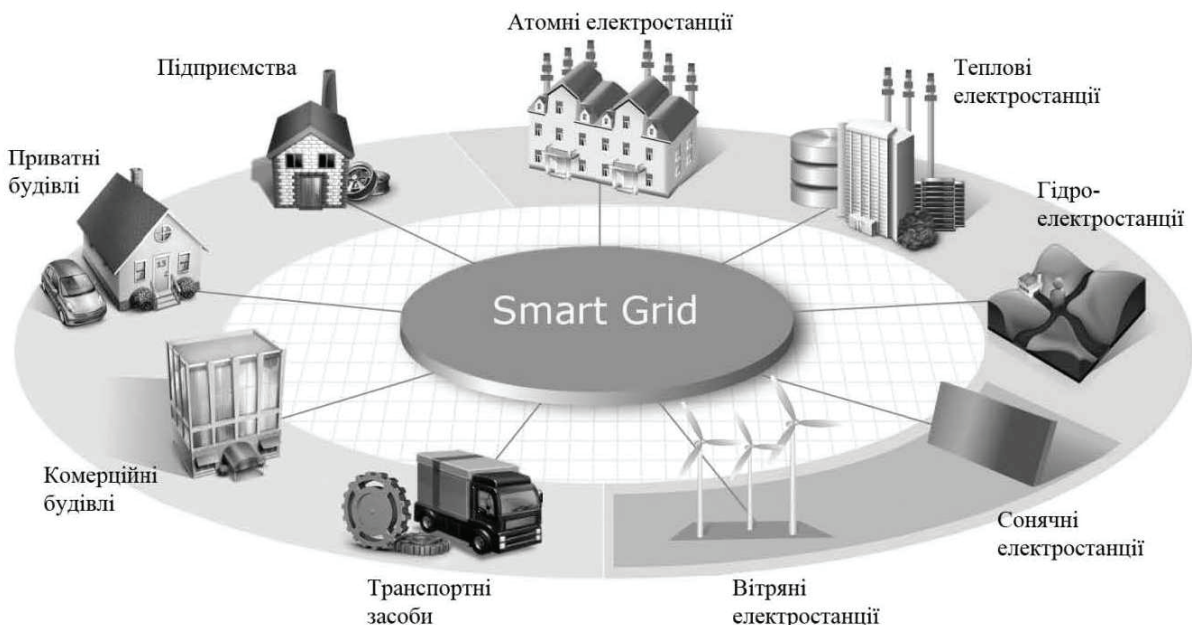 Атомні електростанції
Підприємства
Теплові
електростанції
Приватні
будівлі
Гідро-
електростанції
Smart Grid
Комерційні
будівлі
Сонячні
електростанції
Транспортні
засоби
Вітряні
електростанції